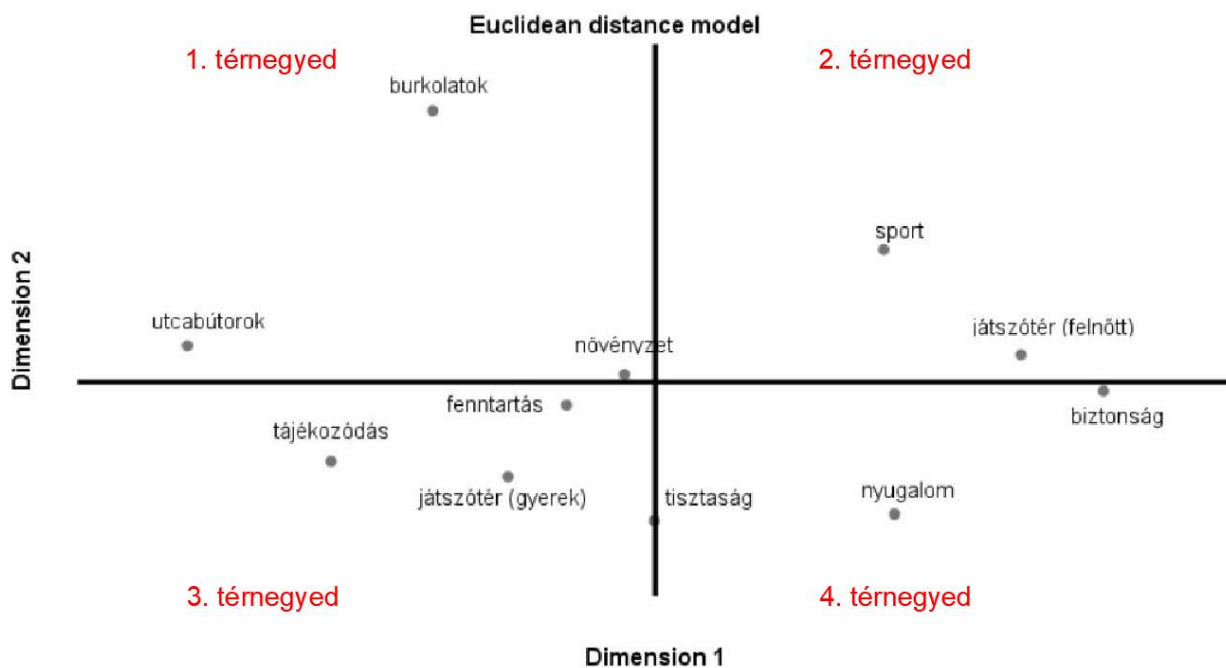 Euclidean distance model
1. térnegyed
2. térnegyed
burkolatok
sport
utcabútorok
játszótér (felnőtt)
növényzet
Dimension 2
fenntartás
biztonság
tájékozódás
játszótér (gyerek)
tisztaság
nyugalom
3. térnegyed
4. térnegyed
Dimension 1